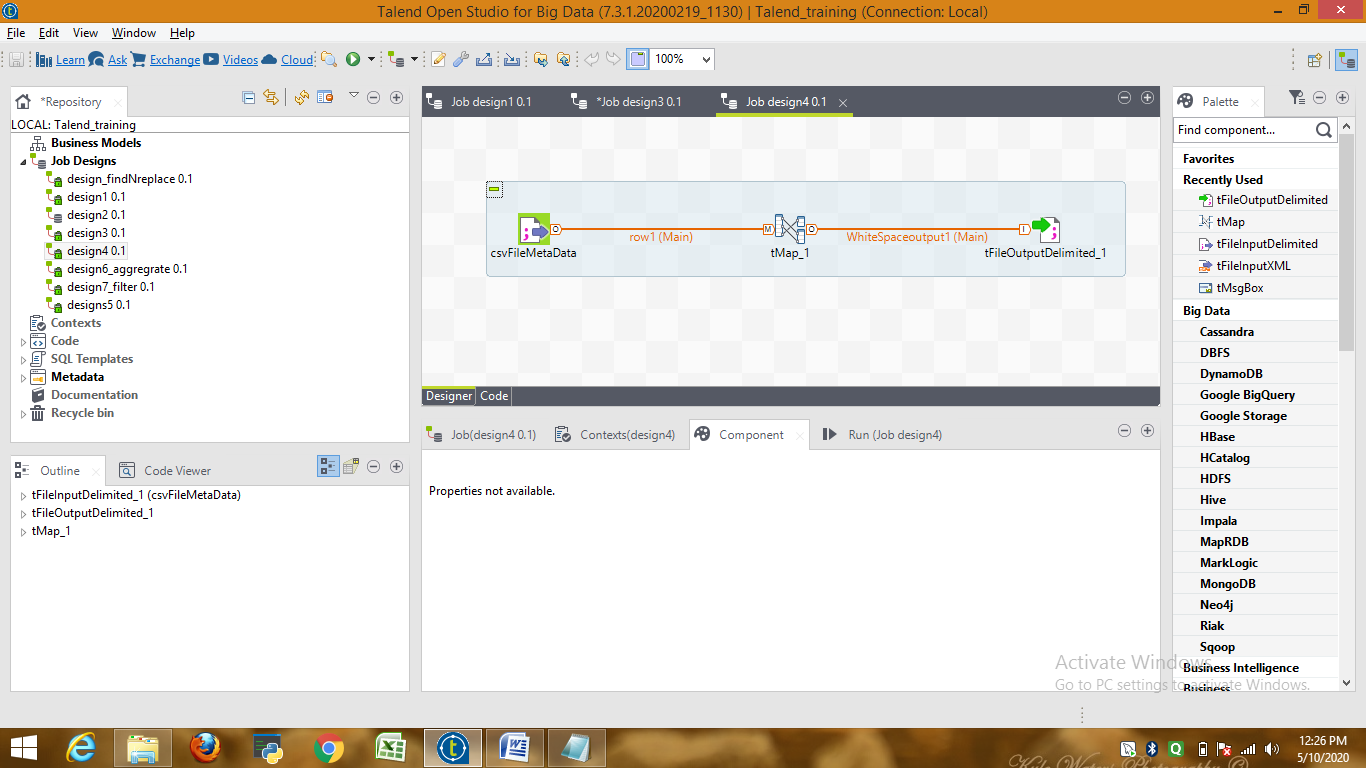 Talend Open Studio for Big Data (7.3.1.20200219_1130) | Talend_training (Connection: Local)
File Edit View Window Help
Learn Ask Exchange Videos Cloud 100%
*Repository
LOCAL: Talend_training
Business Models
Job Designs
design_findNreplace 0.1
design1 0.1
design2 0.1
design3 0.1
design4 0.1
design6_aggregrate 0.1
design7_filter 0.1
designs5 0.1
Contexts
Code
SQL Templates
Metadata
Documentation
Recycle bin
Outline Code Viewer
tFileInputDelimited_1 (csvFileMetaData)
tFileOutputDelimited_1
tMap_1
Job design1 0.1 *Job design3 0.1 Job design4 0.1
O M O I
row1 (Main) WhiteSpaceoutput1 (Main)
csvFileMetaData tMap_1 tFileOutputDelimited_1
Designer Code
Job(design4 0.1) Contexts(design4) Component Run (Job design4)
Properties not available.
Palette
Find component...
Favorites
Recently Used
tFileOutputDelimited
tMap
tFileInputDelimited
tFileInputXML
tMsgBox
Big Data
Cassandra
DBFS
DynamoDB
Google BigQuery
Google Storage
HBase
HCatalog
HDFS
Hive
Impala
MapRDB
MarkLogic
MongoDB
Neo4j
Riak
Sqoop
Business Intelligence
Business
Activate Windows
Go to PC settings to activate Windows.
12:26 PM
5/10/2020